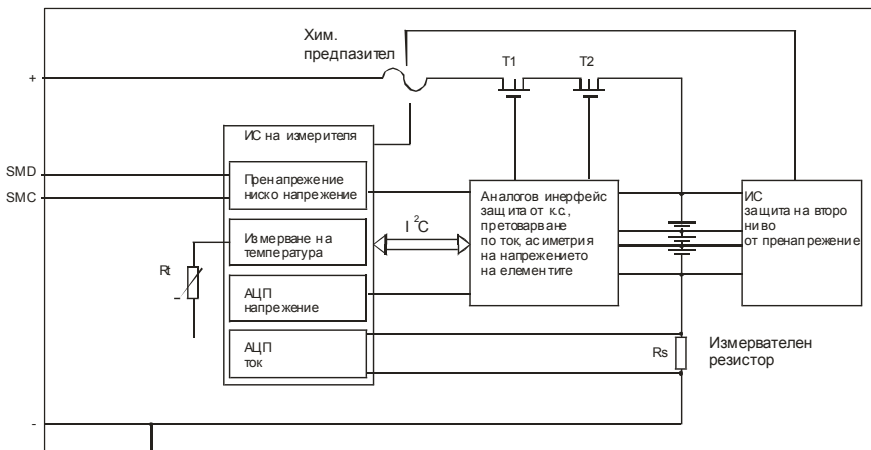 Хим.
предпазител
T1
T2
+
ИС на измерителя
SMD
SMC
Пренапрежение
ниско напрежение
Аналогов инерфейс
защита от к.с.,
претоварване
по ток, асиметрия
на напрежението
на елементите
ИС
защита на второ
ниво
от пренапрежение
I 2C
Измерване на
температура
Rt
АЦП
напрежение
АЦП
ток
Rs
Измервателен
резистор
-